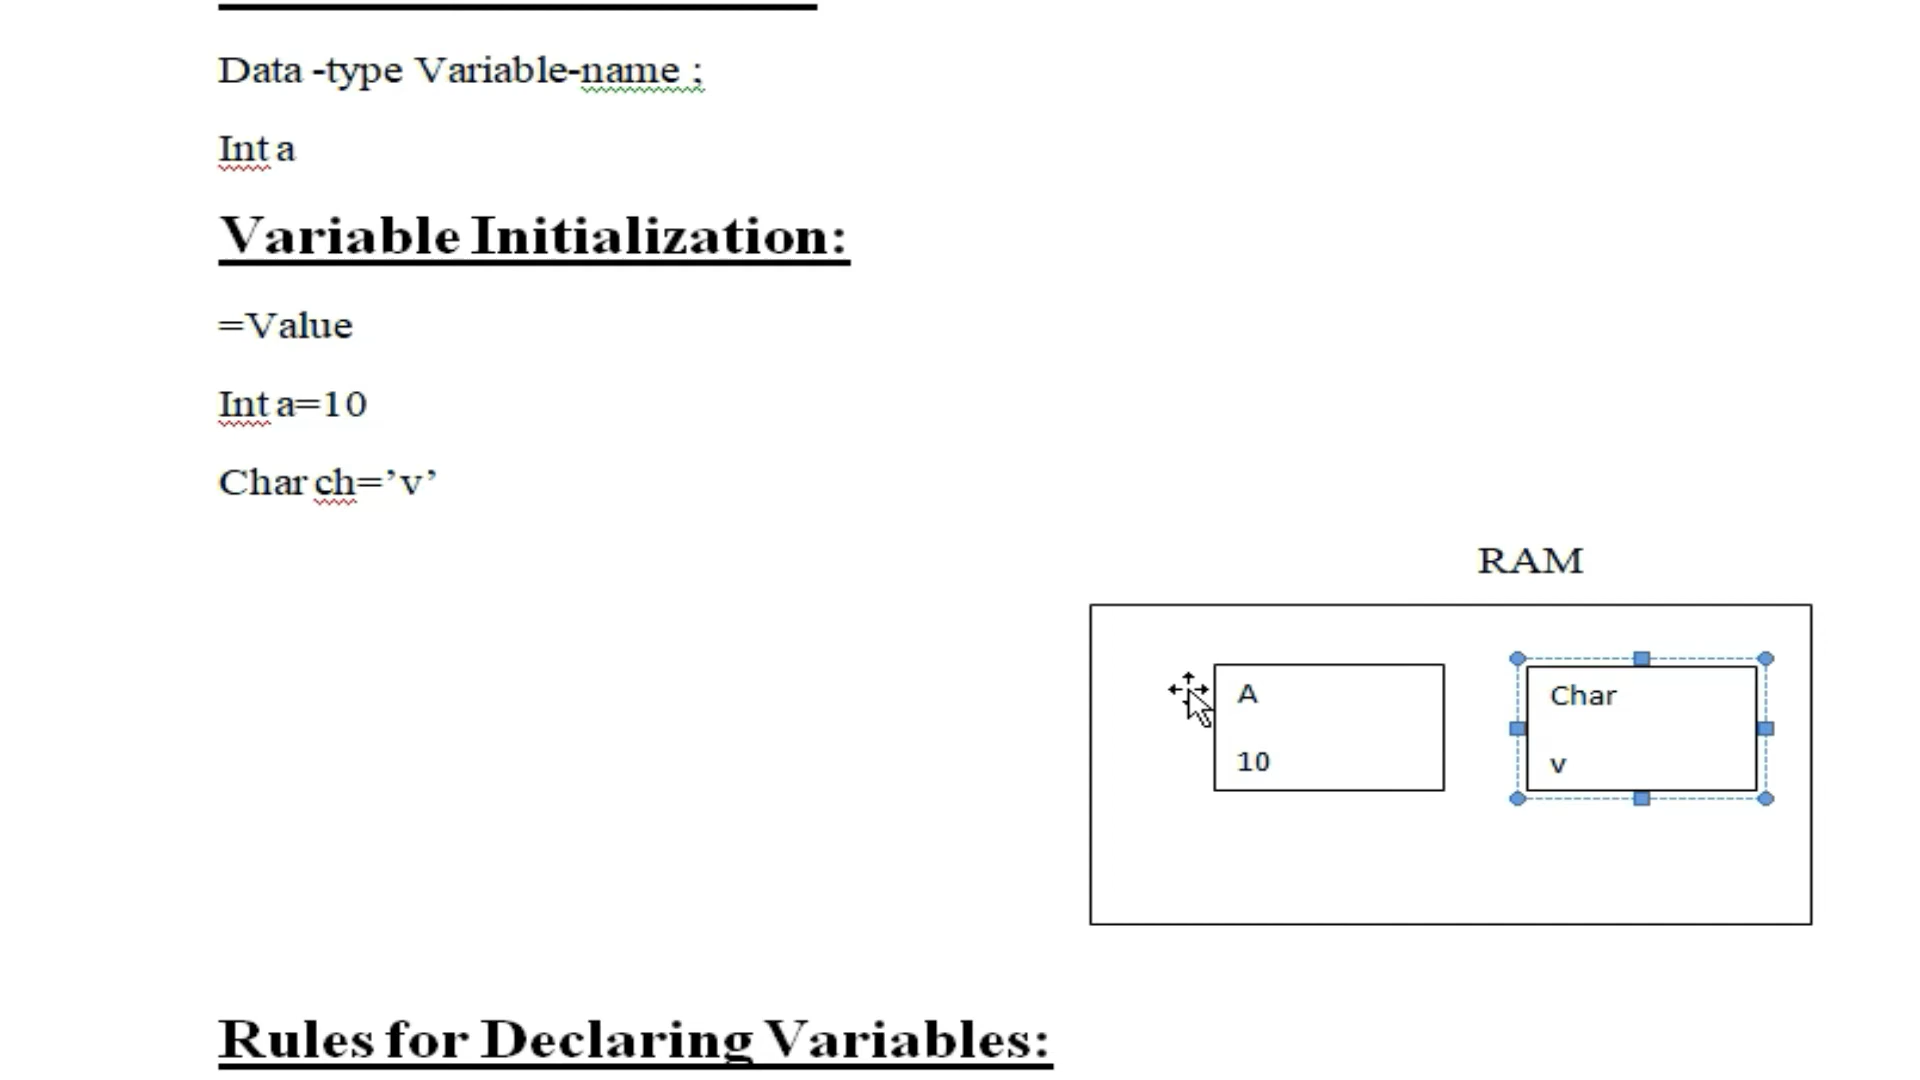 Data -type Variable-name ;
Int a
Variable Initialization:
=Value
Int a=10
Char ch=’v’
RAM
A
10
Char
v
Rules for Declaring Variables: